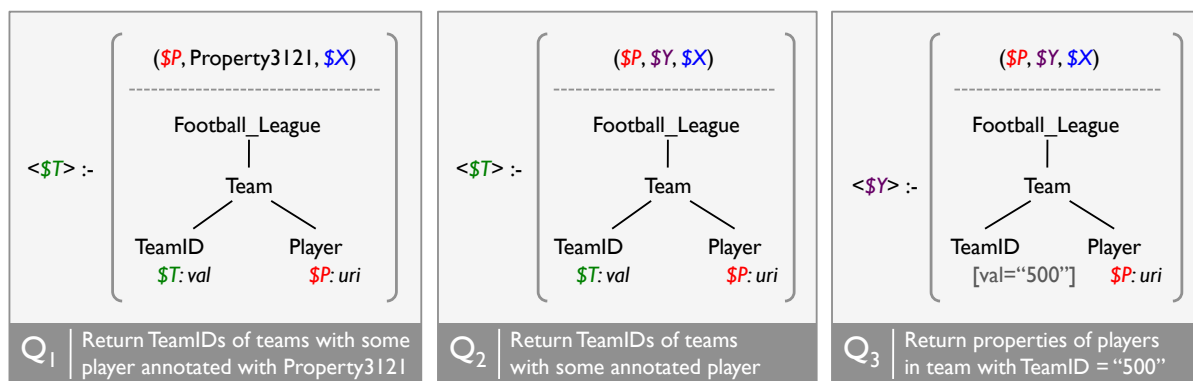 ($P, Property3121, $X)
Football_League
<$T> :-
Team
TeamID Player
$T: val $P: uri
Q1
Return TeamIDs of teams with some
player annotated with Property3121
($P, $Y, $X)
Football_League
<$T> :-
Team
TeamID Player
$T: val $P: uri
Q2
Return TeamIDs of teams
with some annotated player
($P, $Y, $X)
Football_League
<$Y> :-
Team
TeamID Player
[val=“500”] $P: uri
Q3
Return properties of players
in team with TeamID = “500”